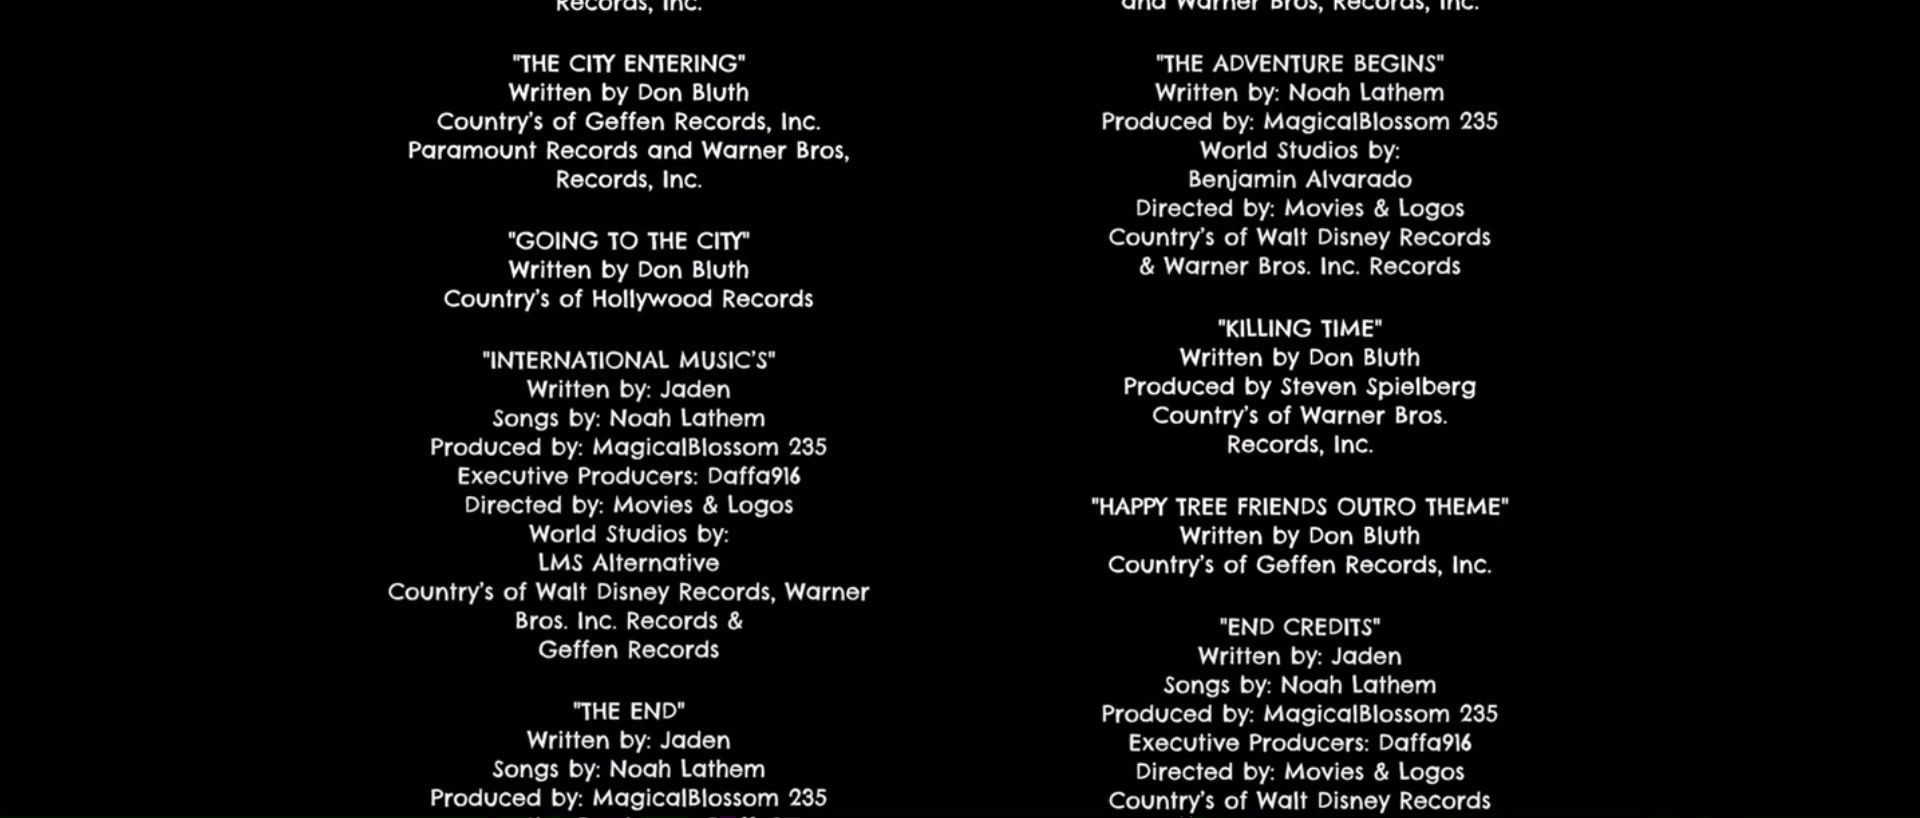 Records, Inc.
"THE CITY ENTERING"
Written by Don Bluth
Country's of Geffen Records, Inc.
Paramount Records and Warner Bros,
Records, Inc.
"GOING TO THE CITY"
Written by Don Bluth
Country's of Hollywood Records
"INTERNATIONAL MUSIC'S"
Written by: Jaden
Songs by: Noah Lathem
Produced by: MagicalBlossom 235
Executive Producers: Daffa916
Directed by: Movies & Logos
World Studios by:
LMS Alternative
Country's of Walt Disney Records, Warner
Bros. Inc. Records &
Geffen Records
"THE END"
Written by: Jaden
Songs by: Noah Lathem
Produced by: MagicalBlossom 235
and Warner Bros, Records, Inc.
"THE ADVENTURE BEGINS"
Written by: Noah Lathem
Produced by: MagicalBlossom 235
World Studios by:
Benjamin Alvarado
Directed by: Movies & Logos
Country's of Walt Disney Records
& Warner Bros. Inc. Records
"KILLING TIME"
Written by Don Bluth
Produced by Steven Spielberg
Country's of Warner Bros.
Records, Inc.
"HAPPY TREE FRIENDS OUTRO THEME"
Written by Don Bluth
Country's of Geffen Records, Inc.
"END CREDITS"
Written by: Jaden
Songs by: Noah Lathem
Produced by: MagicalBlossom 235
Executive Producers: Daffa916
Directed by: Movies & Logos
Country's of Walt Disney Records